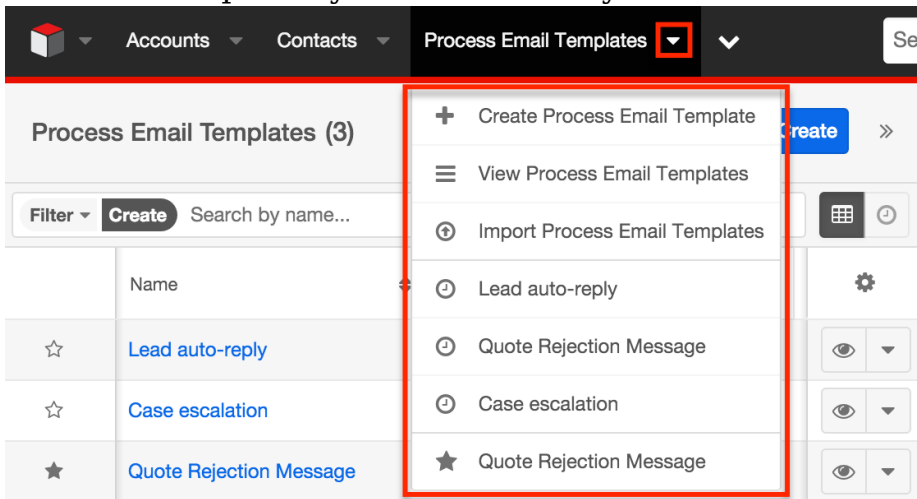 Accounts Contacts Process Email Templates Se
Process Email Templates (3)
Create Process Email Template
reate
View Process Email Templates
Filter Create Search by name...
Import Process Email Templates
Name
Lead auto-reply
Lead auto-reply
Quote Rejection Message
Case escalation
Case escalation
Quote Rejection Message
Quote Rejection Message